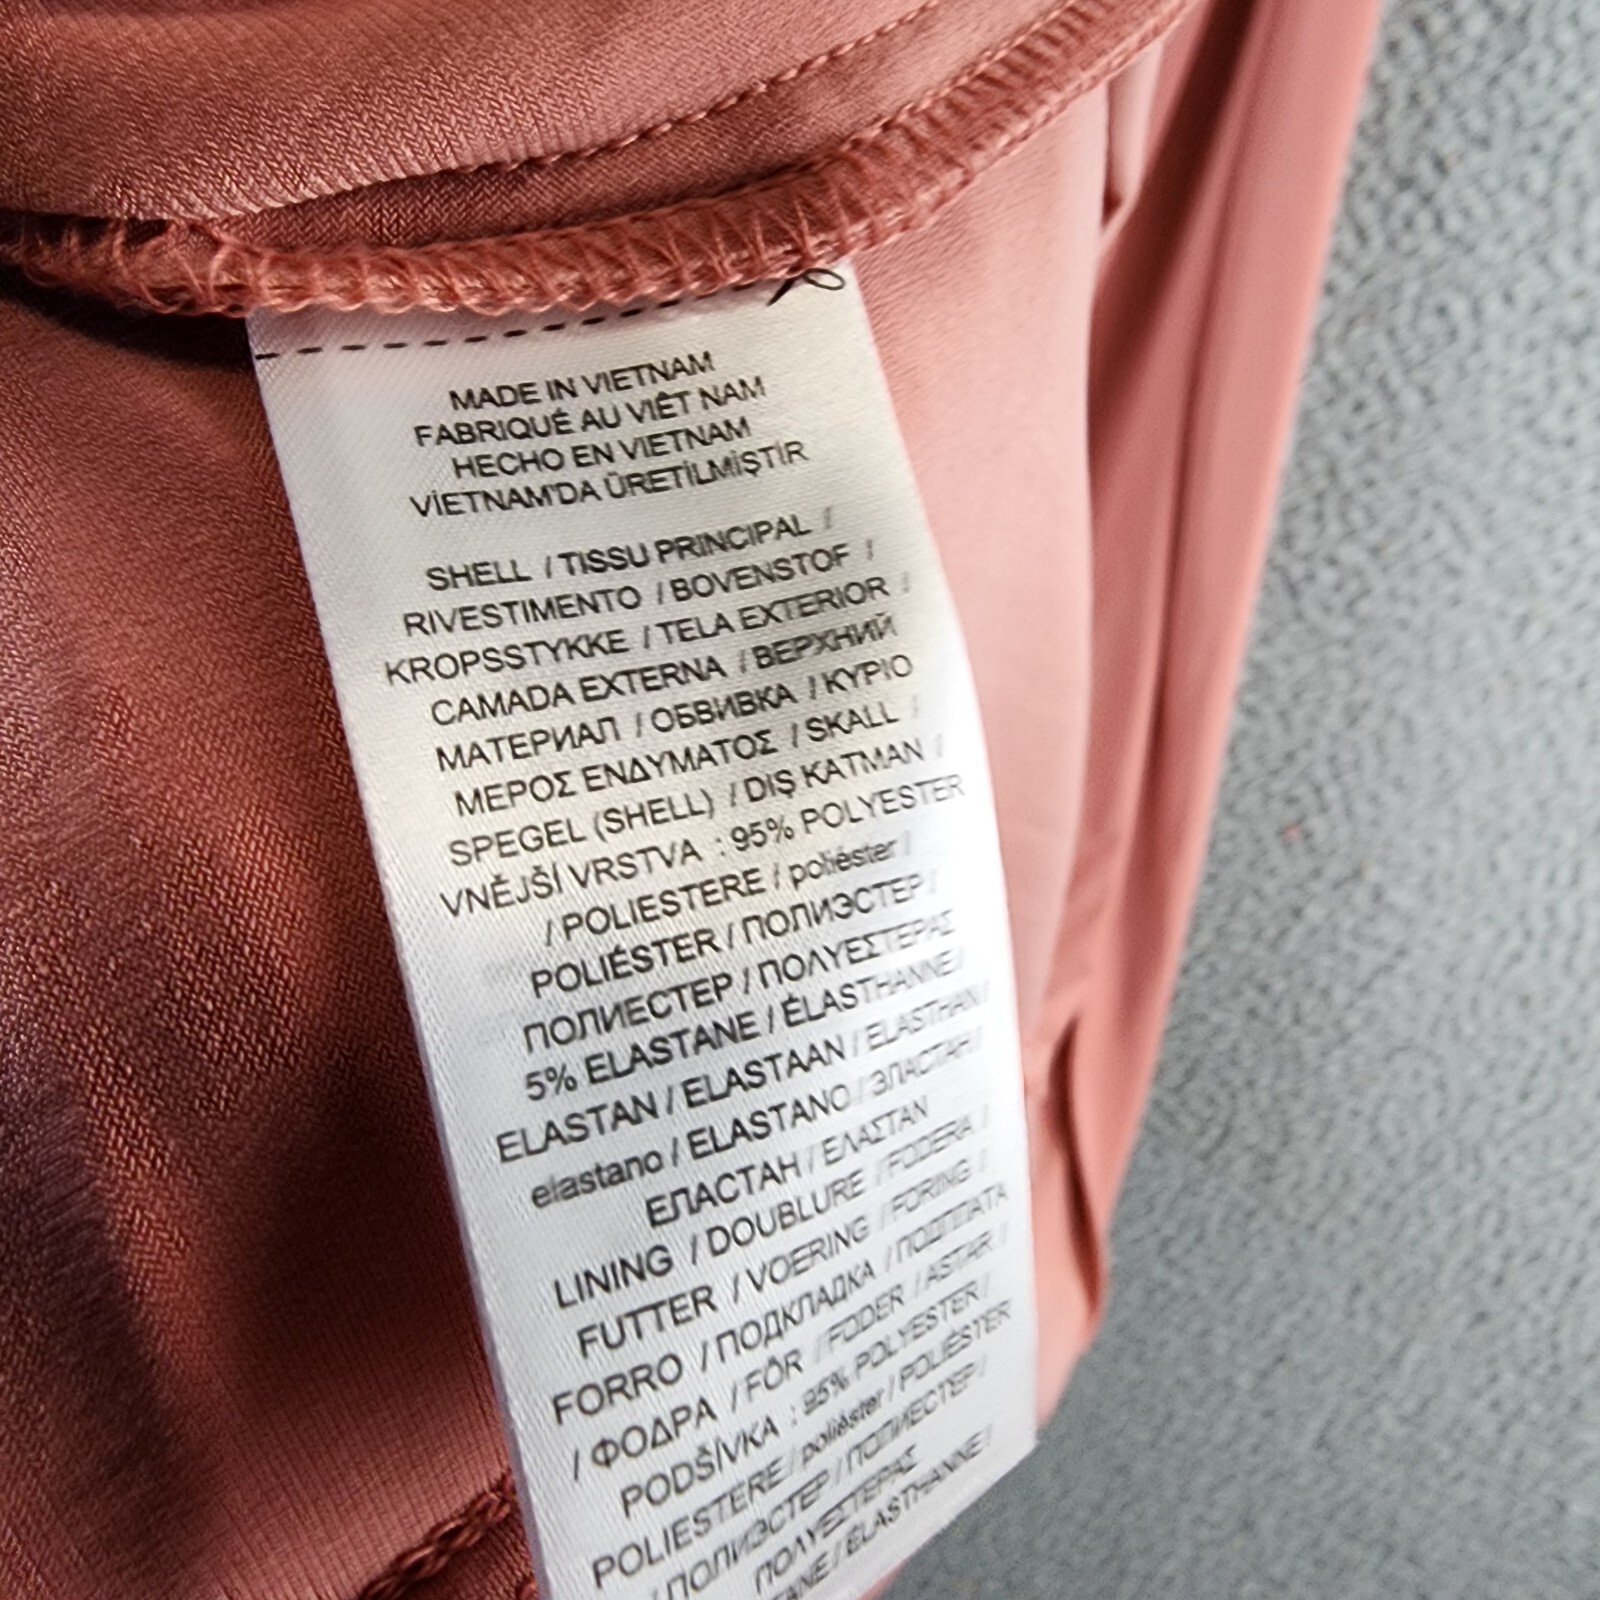 MADE IN VIETNAM
FABRIQUÉ AU VIÊT NAM
HECHO EN VIETNAM
VİETNAM'DA ÜRETİLMİŞTİR
SHELL / TISSU PRINCIPAL /
RIVESTIMENTO / BOVENSTOF /
KROPSSTYKKE / TELA EXTERIOR /
CAMADA EXTERNA / ВЕРХНИЙ
МАТЕРИАЛ / ОБВИВКА / ΚΥΡΙΟ
ΜΕΡΟΣ ΕΝΔΥΜΑΤΟΣ / SKALL /
SPEGEL (SHELL) / DIŞ KATMAN /
VNĚJŠÍ VRSTVA : 95% POLYESTER
/ POLIESTERE / poliéster /
POLIÉSTER / ПОЛИЭСТЕР /
ПОЛИЕСТЕР / ΠΟΛΥΕΣΤΕΡΑΣ
5% ELASTANE / ÉLASTHANNE /
ELASTAN / ELASTAAN / ELASTHAN
elastano / ELASTANO / ЭЛАСТАН /
ЕЛАСТАН / ΕΛΑΣΤΑΝ
LINING / DOUBLURE / FODERA /
FUTTER / VOERING / FORING /
FORRO / ПОДКЛАДКА / ПОДПЛАТА
/ ΦΟΔΡΑ / FÔR / FODER / ASTAR /
PODŠÍVKA : 95% POLYESTER /
POLIESTERE / poliéster / POLIÉSTER
/ ПОЛИЭСТЕР / ПОЛИЕСТЕР /
ΠΟΛΥΕΣΤΕΡΑΣ
/ ÉLASTHANNE /